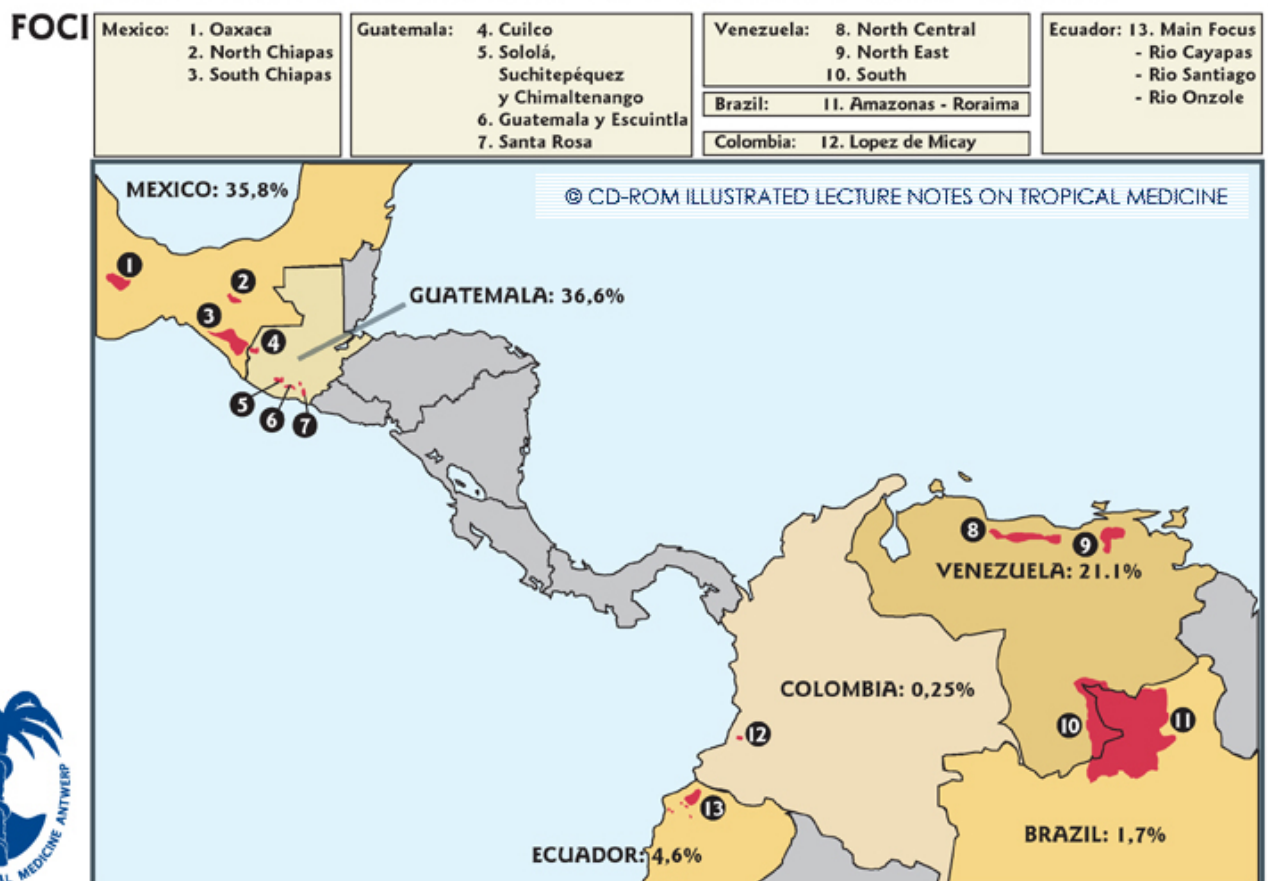 FOCI
Mexico: 1. Oaxaca
2. North Chiapas
3. South Chiapas
Guatemala: 4. Cuilco
5. Sololá,
Suchitepéquez
y Chimaltenango
6. Guatemala y Escuintla
7. Santa Rosa
Venezuela: 8. North Central
9. North East
10. South
Brazil: 11. Amazonas - Roraima
Colombia: 12. Lopez de Micay
Ecuador: 13. Main Focus
- Rio Cayapas
- Rio Santiago
- Rio Onzole
MEXICO: 35,8%
© CD-ROM ILLUSTRATED LECTURE NOTES ON TROPICAL MEDICINE
1
2
GUATEMALA: 36,6%
3
4
5
6
7
8
9
VENEZUELA: 21.1%
COLOMBIA: 0,25%
10
11
12
13
BRAZIL: 1,7%
ECUADOR: 4,6%
MEDICINE ANTWERP